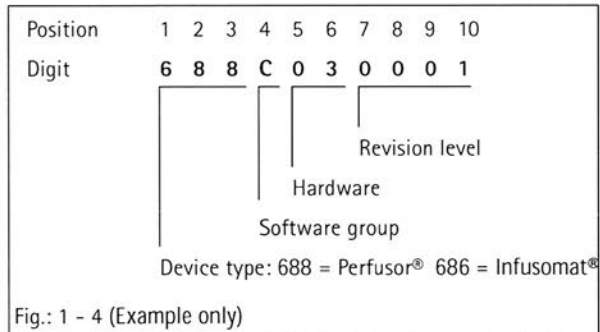 Position 1 2 3 4 5 6 7 8 9 10
Digit 6 8 8 C 0 3 0 0 0 1
Revision level
Hardware
Software group
Device type: 688 = Perfusor® 686 = Infusomat®
Fig.: 1 - 4 (Example only)